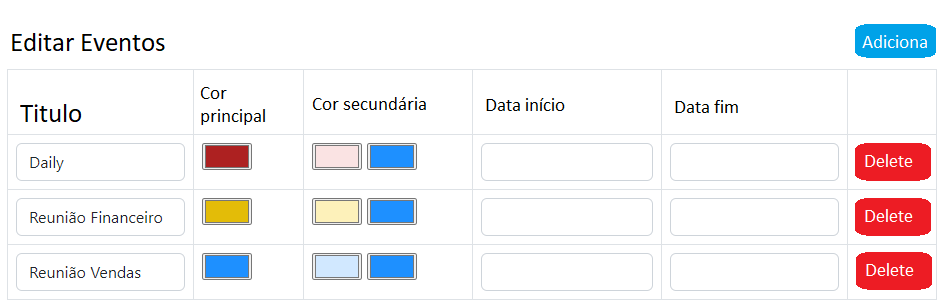 Editar Eventos Adiciona
Titulo Cor principal Cor secundária Data início Data fim
Daily Delete
Reunião Financeiro Delete
Reunião Vendas Delete